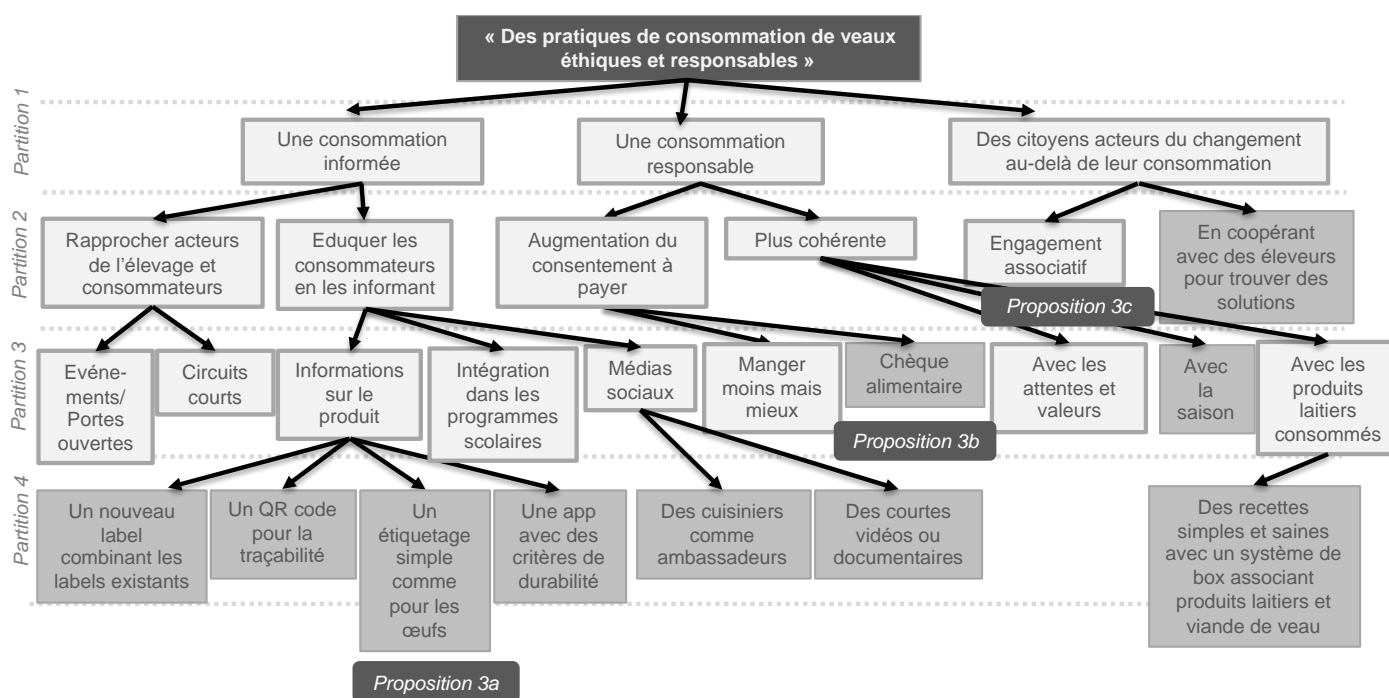 « Des pratiques de consommation de veaux
éthiques et responsables »
Partition 1
Une consommation
informée
Une consommation
responsable
Des citoyens acteurs du changement
au-delà de leur consommation
Partition 2
Rapprocher acteurs
de l'élevage et
consommateurs
Eduquer les
consommateurs
en les informant
Augmentation du
consentement à
payer
Plus cohérente
Engagement
associatif
En coopérant
avec des éleveurs
pour trouver des
solutions
Proposition 3c
Partition 3
Evéne-
ments/
Portes
ouvertes
Circuits
courts
Informations
sur le
produit
Intégration
dans les
programmes
scolaires
Médias
sociaux
Manger
moins mais
mieux
Chèque
alimentaire
Avec les
attentes et
valeurs
Avec
la
saison
Avec les
produits
laitiers
consommés
Proposition 3b
Partition 4
Un nouveau
label
combinant les
labels existants
Un QR code
pour la
traçabilité
Un
étiquetage
simple
comme
pour les
œufs
Une app
avec des
critères de
durabilité
Des cuisiniers
comme
ambassadeurs
Des courtes
vidéos ou
documentaires
Des recettes
simples et saines
avec un système de
box associant
produits laitiers et
viande de veau
Proposition 3a